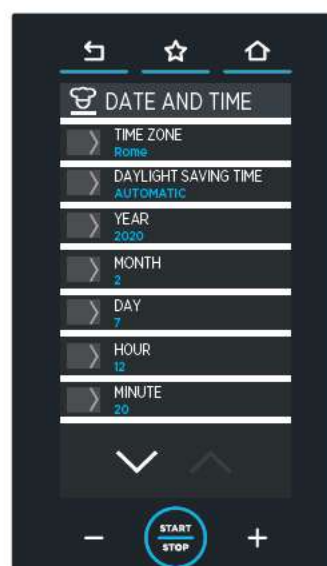 DATE AND TIME
TIME ZONE
Rome
DAYLIGHT SAVING TIME
AUTOMATIC
YEAR
2020
MONTH
2
DAY
7
HOUR
12
MINUTE
20
START
STOP